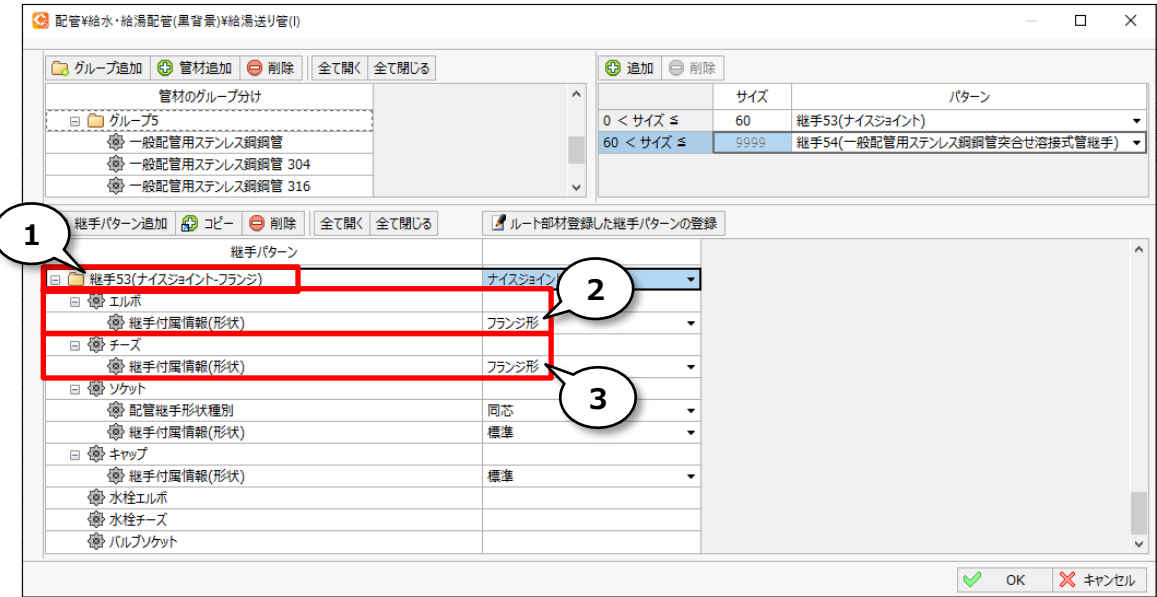 配管¥給水・給湯配管(黒背景)¥給湯送り管(I)
グループ追加 管材追加 削除 全て開く 全て閉じる
管材のグループ分け
グループ5
一般配管用ステンレス鋼鋼管
一般配管用ステンレス鋼鋼管 304
一般配管用ステンレス鋼鋼管 316
追加 削除
サイズ パターン
0 < サイズ ≦ 60 継手53(ナイスジョイント)
60 < サイズ ≦ 9999 継手54(一般配管用ステンレス鋼鋼管突合せ溶接式管継手)
継手パターン追加 コピー 削除 全て開く 全て閉じる ルート部材登録した継手パターンの登録
1
継手パターン
継手53(ナイスジョイント-フランジ) ナイスジョイン
2
エルボ
継手付属情報(形状) フランジ形
チーズ
継手付属情報(形状) フランジ形
3
ソケット
配管継手形状種別 同芯
継手付属情報(形状) 標準
キャップ
継手付属情報(形状) 標準
水栓エルボ
水栓チーズ
バルブソケット
OK キャンセル